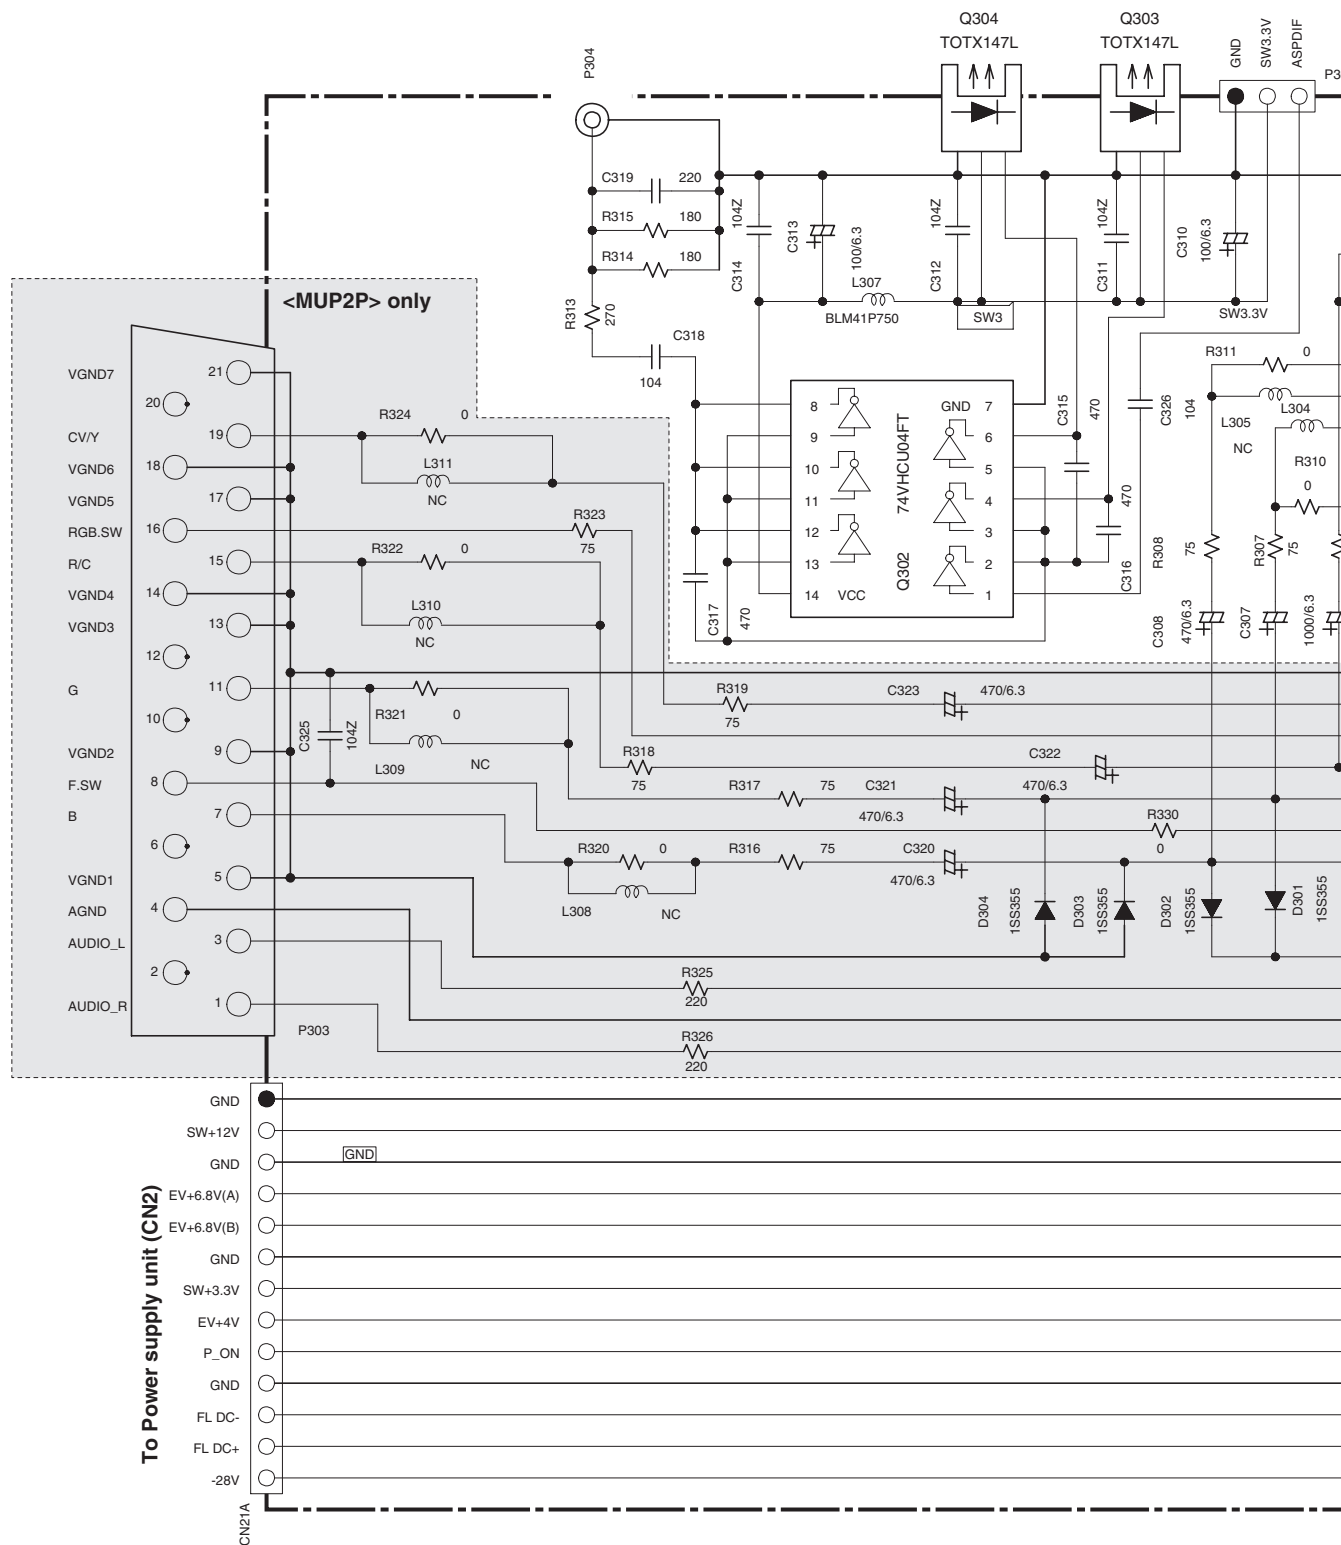 Q304
TOTX147L
Q303
TOTX147L
GND
SW3.3V
ASPDIF
P3
P304
C319
220
R315
180
R314
180
R313
270
C318
104
104Z
C314
C313
100/6.3
L307
BLM41P750
104Z
C312
SW3
104Z
C311
C310
100/6.3
SW3.3V
<MUP2P> only
VGND7
CV/Y
VGND6
VGND5
RGB.SW
R/C
VGND4
VGND3
G
VGND2
F.SW
B
VGND1
AGND
AUDIO_L
AUDIO_R
21
20
19
18
17
16
15
14
13
12
11
10
9
8
7
6
5
4
3
2
1
P303
R324
0
L311
NC
R323
75
R322
0
L310
NC
R321
0
C325
104Z
L309
NC
8
9
10
11
12
13
14
VCC
74VHCU04FT
Q302
GND
7
6
5
4
3
2
1
C317
470
C315
470
470
C316
C326
104
R311
0
L305
NC
L304
R310
0
R308
75
R307
75
C308
470/6.3
C307
1000/6.3
R319
75
C323
470/6.3
R318
75
C322
470/6.3
R317
75
C321
470/6.3
R330
0
R320
0
R316
75
C320
470/6.3
L308
NC
D304
1SS355
D303
1SS355
D302
1SS355
D301
1SS355
R325
220
R326
220
To Power supply unit (CN2)
GND
SW+12V
GND
GND
EV+6.8V(A)
EV+6.8V(B)
GND
SW+3.3V
EV+4V
P_ON
GND
FL DC-
FL DC+
-28V
CN21A